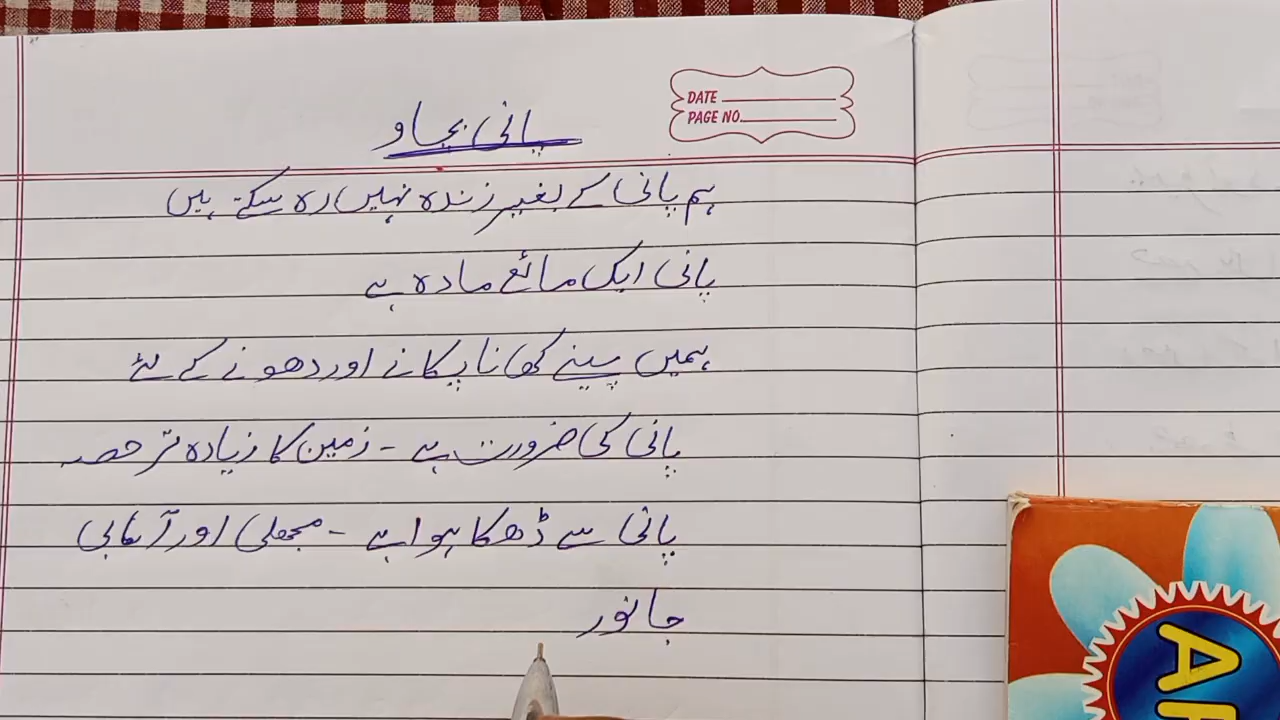 DATE
PAGE NO.
پانی بچاو
ہم پانی کے بغیر زندہ نہیں رہ سکتے ہیں
پانی ایک مائع مادہ ہے
ہمیں پینے کھانا پکانے اور دھونے کے لئے
پانی کی ضرورت ہے - زمین کا زیادہ تر حصہ
پانی سے ڈھکا ہوا ہے - مچھلی اور آبی
جانور